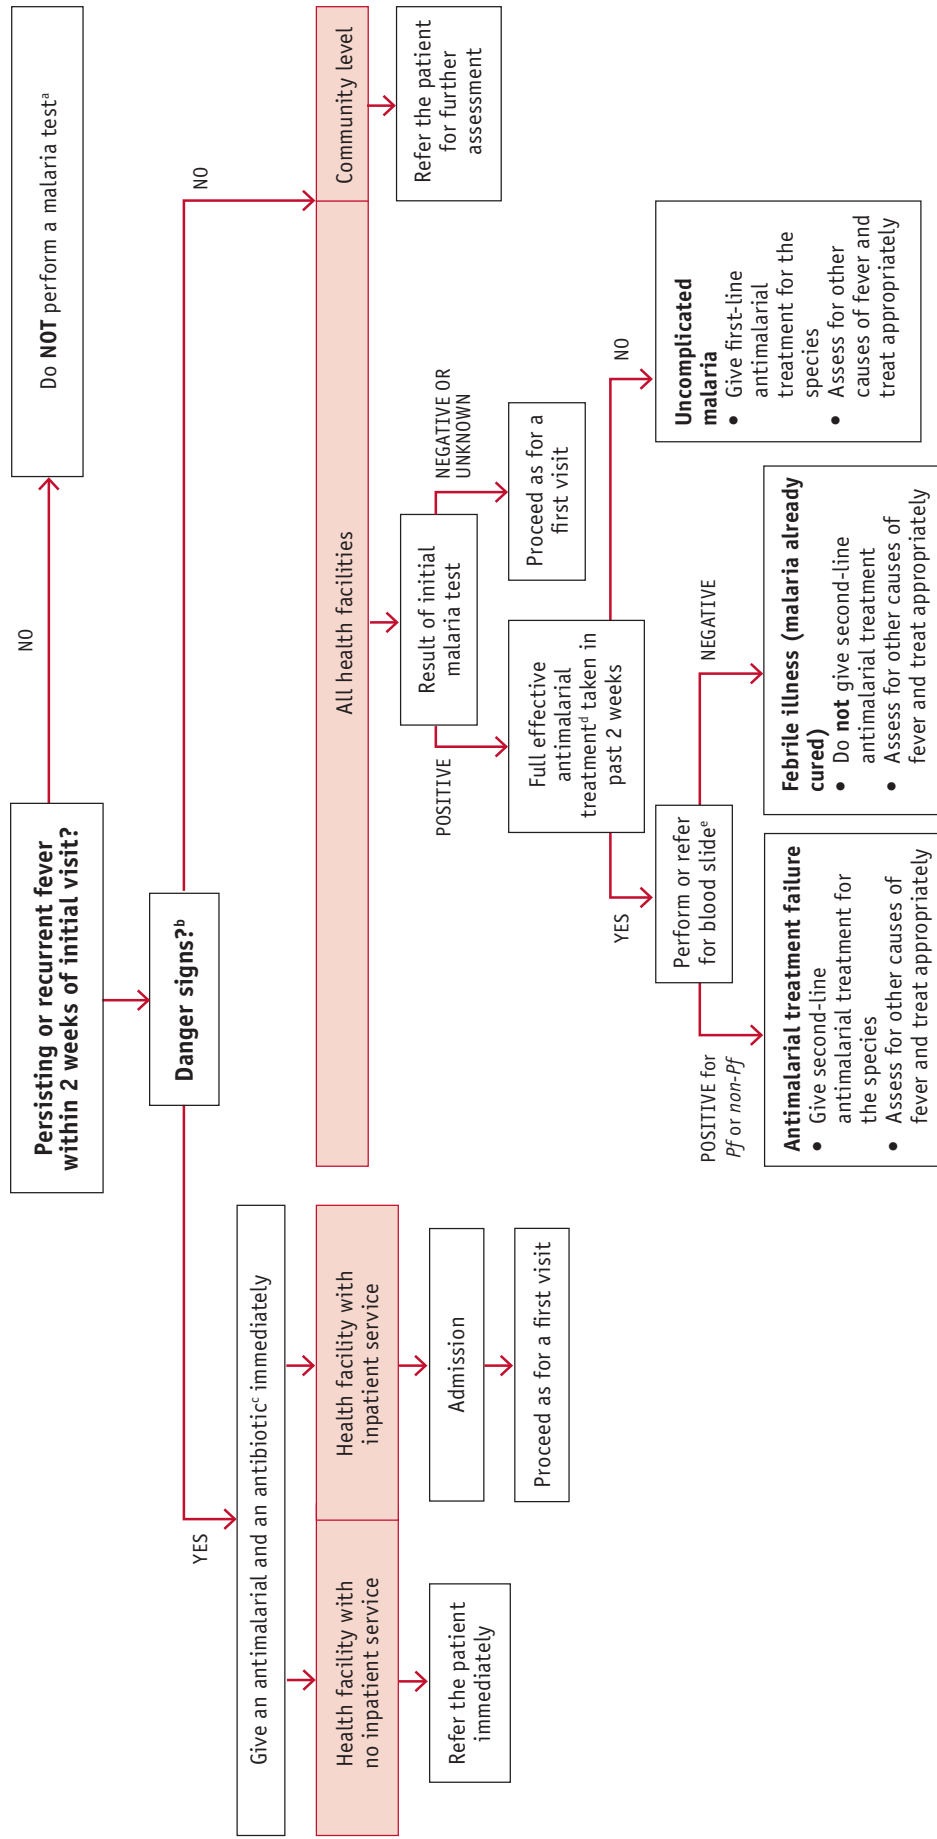 Persisting or recurrent fever
within 2 weeks of initial visit?
NO
Do NOT perform a malaria testᵃ
Danger signs?ᵇ
YES
NO
Give an antimalarial and an antibioticᶜ immediately
Health facility with
no inpatient service
Health facility with
inpatient service
All health facilities
Community level
Refer the patient
immediately
Admission
Proceed as for a first visit
Result of initial
malaria test
Refer the patient
for further
assessment
POSITIVE
NEGATIVE OR
UNKNOWN
Full effective
antimalarial
treatmentᵈ taken in
past 2 weeks
Proceed as for a
first visit
YES
NO
Perform or refer
for blood slideᵉ
POSITIVE for
Pf or non-Pf
NEGATIVE
Antimalarial treatment failure
• Give second-line
antimalarial treatment for
the species
• Assess for other causes of
fever and treat appropriately
Febrile illness (malaria already
cured)
• Do not give second-line
antimalarial treatment
• Assess for other causes of
fever and treat appropriately
Uncomplicated
malaria
• Give first-line
antimalarial
treatment for the
species
• Assess for other
causes of fever and
treat appropriately